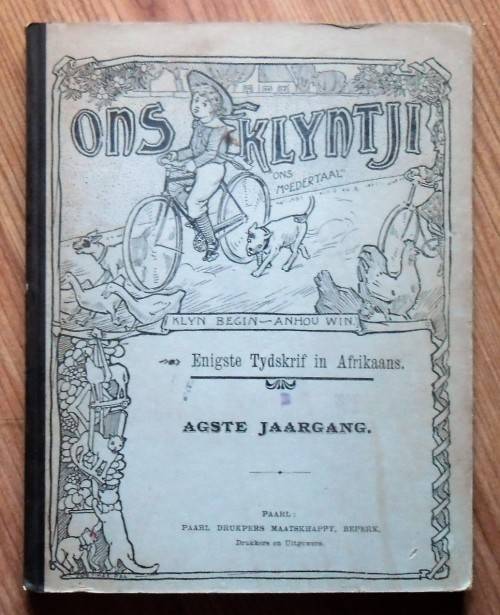 ONS KLYNTJI
"ONS
MOEDERTAAL"
KLYN BEGIN—ANHOU WIN
Enigste Tydskrif in Afrikaans.
AGSTE JAARGANG.
PAARL:
PAARL DRUKPERS MAATSKHAPPY, BEPERK,
Drukkers en Uitgewers.